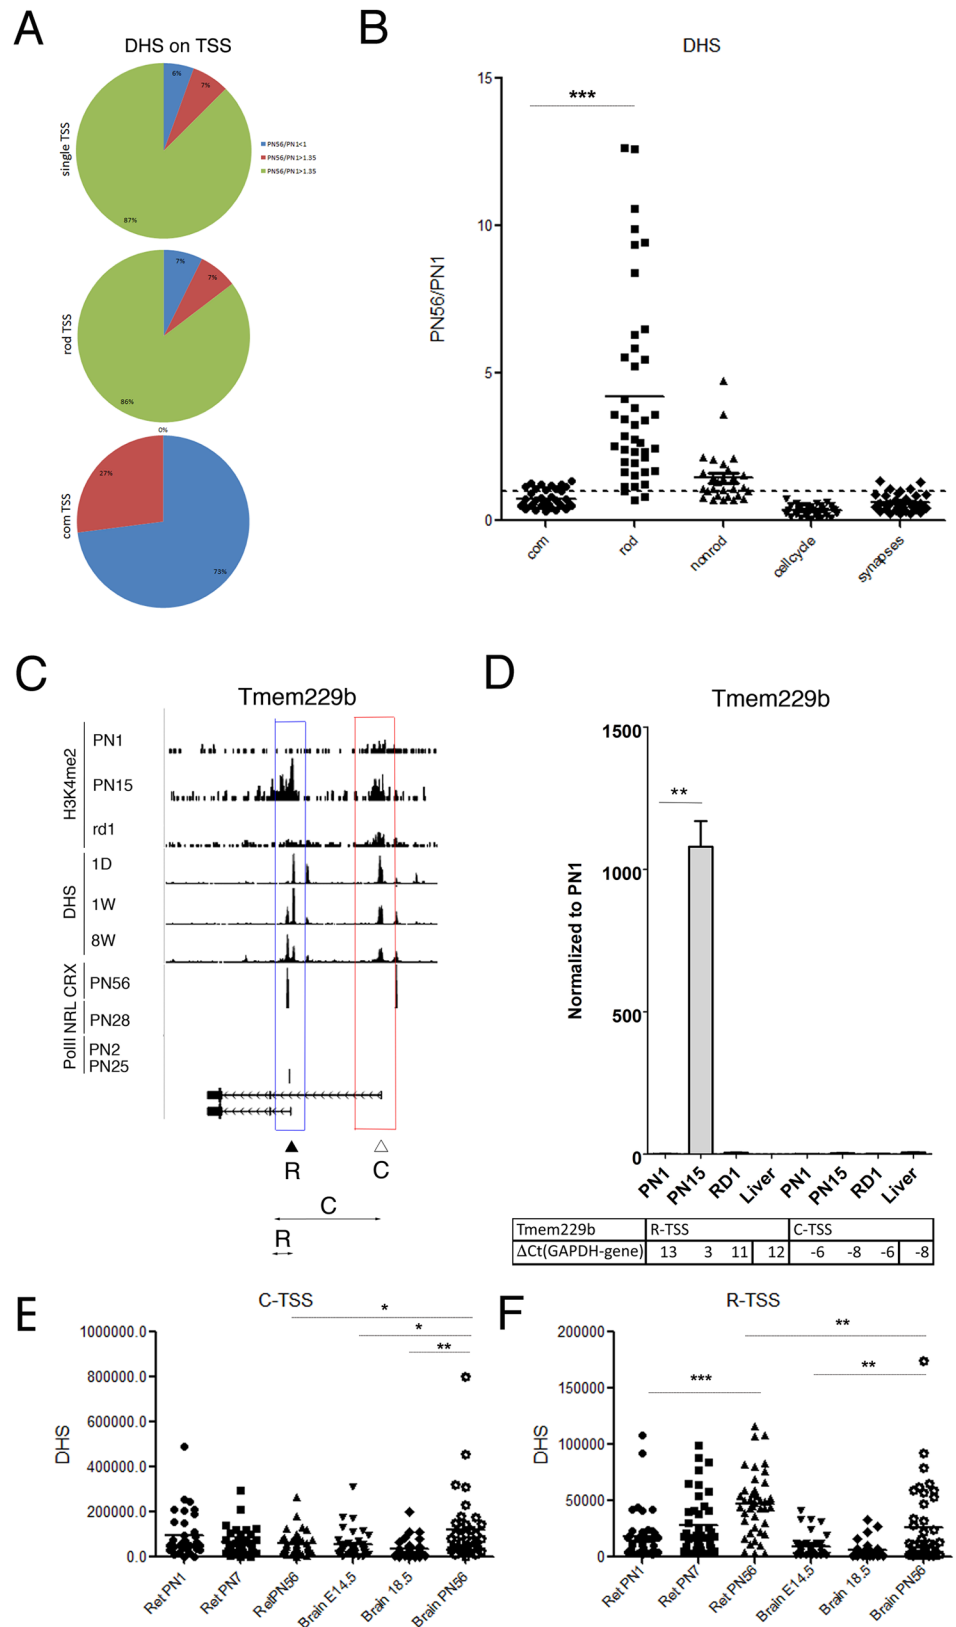 A
DHS on TSS
single TSS
6%
7%
87%
PN56/PN1<1
PN56/PN1>1.35
PN56/PN1>1.35
rod TSS
7%
7%
86%
com TSS
0%
27%
73%
B
DHS
***
PN56/PN1
15
10
5
0
com
rod
nonrod
cellcycle
synapses
C
Tmem229b
H3K4me2
PN1
PN15
rd1
DHS
1D
1W
8W
CRX
PN56
NRL
PN28
PolII
PN2
PN25
R
C
C
R
D
Tmem229b
Normalized to PN1
1500
1000
500
0
**
PN1
PN15
RD1
Liver
PN1
PN15
RD1
Liver
Tmem229b R-TSS C-TSS
ΔCt(GAPDH-gene) 13 3 11 12 -6 -8 -6 -8
E
C-TSS
*
*
**
DHS
1000000.0
800000.0
600000.0
400000.0
200000.0
0.0
Ret PN1
Ret PN7
RetPN56
Brain E14.5
Brain 18.5
Brain PN56
F
R-TSS
**
**
***
DHS
200000
150000
100000
50000
0
Ret PN1
Ret PN7
Ret PN56
Brain E14.5
Brain 18.5
Brain PN56